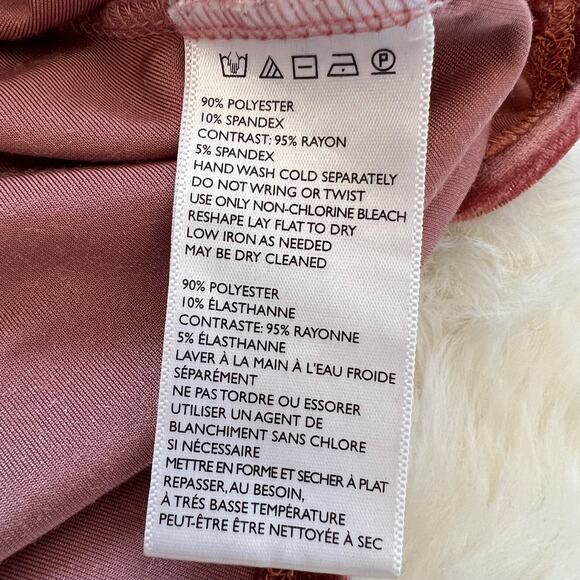 P
90% POLYESTER
10% SPANDEX
CONTRAST: 95% RAYON
5% SPANDEX
HAND WASH COLD SEPARATELY
DO NOT WRING OR TWIST
USE ONLY NON-CHLORINE BLEACH
RESHAPE LAY FLAT TO DRY
LOW IRON AS NEEDED
MAY BE DRY CLEANED
90% POLYESTER
10% ÉLASTHANNE
CONTRASTE: 95% RAYONNE
5% ÉLASTHANNE
LAVER À LA MAIN À L'EAU FROIDE
SÉPARÉMENT
NE PAS TORDRE OU ESSORER
UTILISER UN AGENT DE
BLANCHIMENT SANS CHLORE
SI NÉCESSAIRE
METTRE EN FORME ET SECHER À PLAT
REPASSER, AU BESOIN,
À TRÉS BASSE TEMPÉRATURE
PEUT-ÊTRE ÊTRE NETTOYÉE À SEC